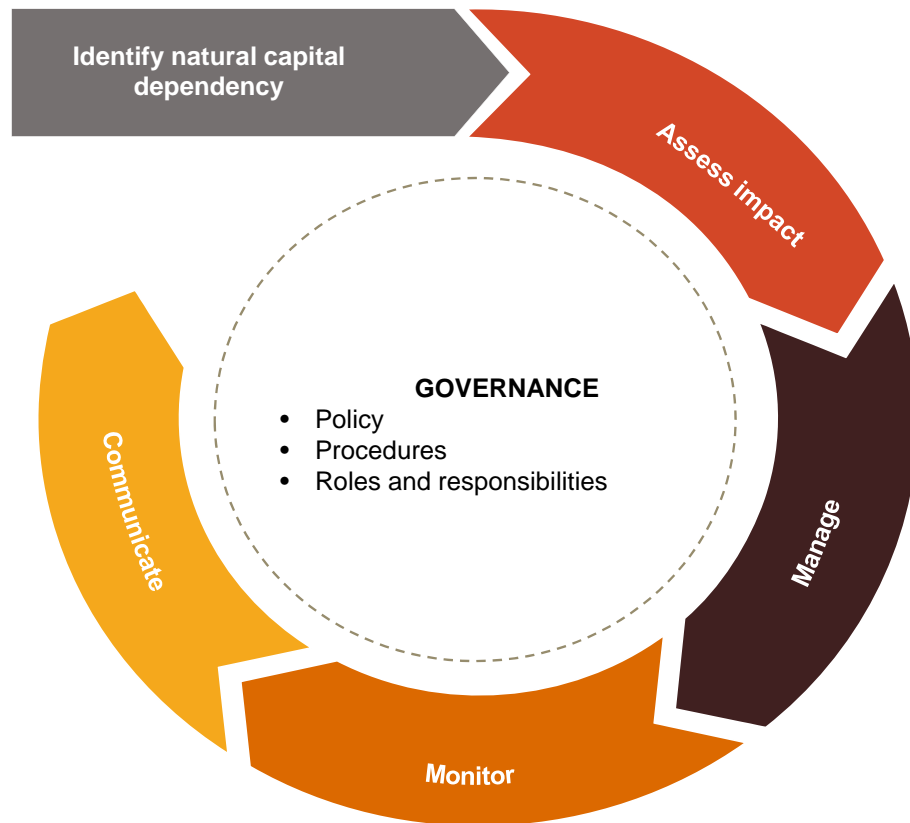 Identify natural capital
dependency
Assess impact
GOVERNANCE
• Policy
• Procedures
• Roles and responsibilities
Communicate
Manage
Monitor